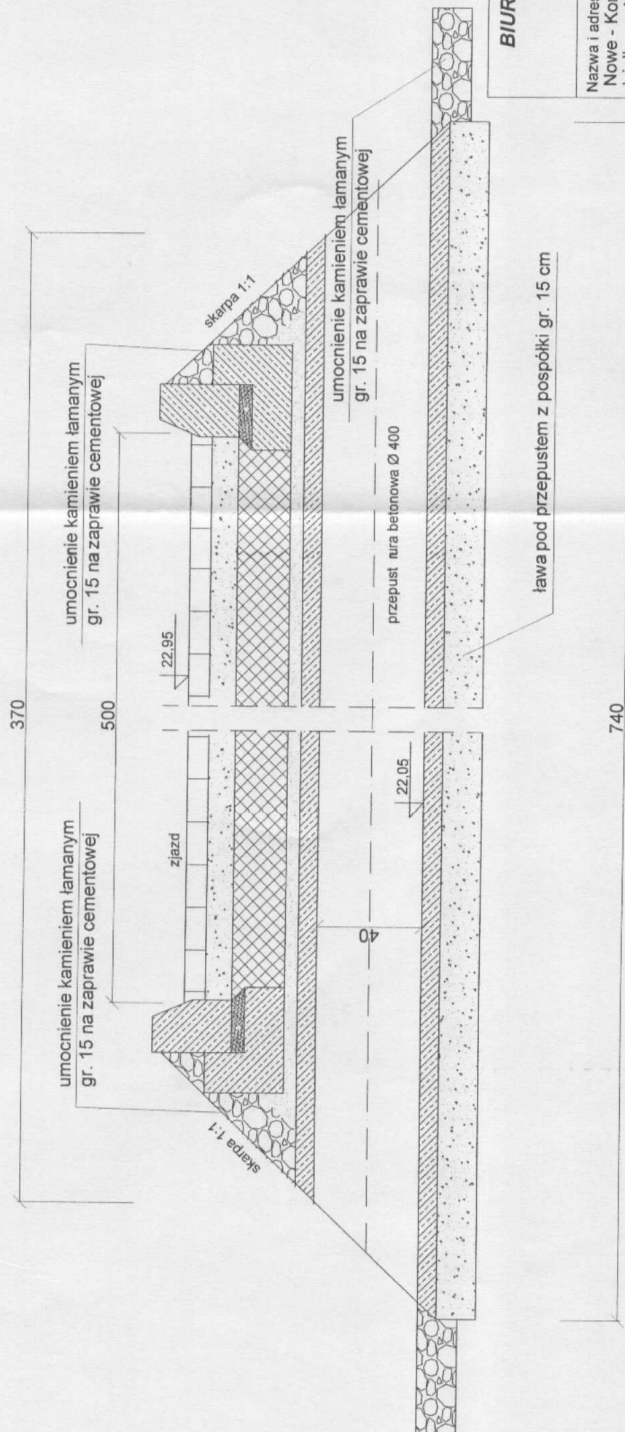 370
500
umocnienie kamieniem łamanym
gr. 15 na zaprawie cementowej
umocnienie kamieniem łamanym
gr. 15 na zaprawie cementowej
skarpa 1:1
skarpa 1:1
zjazd
22,95
umocnienie kamieniem łamanym
gr. 15 na zaprawie cementowej
przepust rura betonowa Ø 400
40
22,05
ława pod przepustem z pospółki gr. 15 cm
740
BIUR
Nazwa i adres
Nowe - Kor